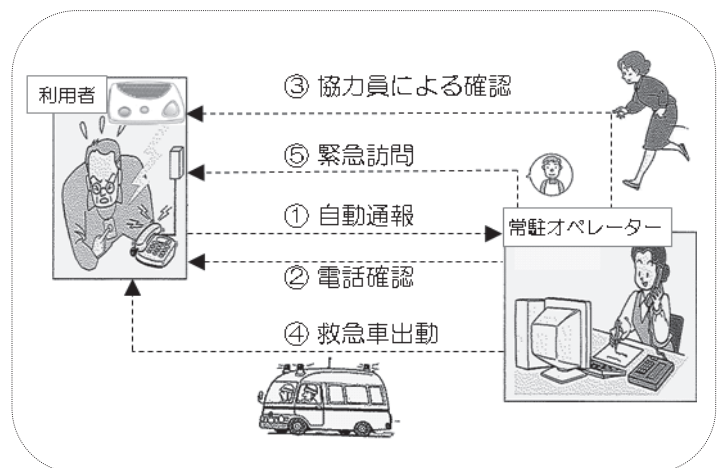 ③ 協力員による確認
利用者
⑤ 緊急訪問
① 自動通報
常駐オペレーター
② 電話確認
④ 救急車出動